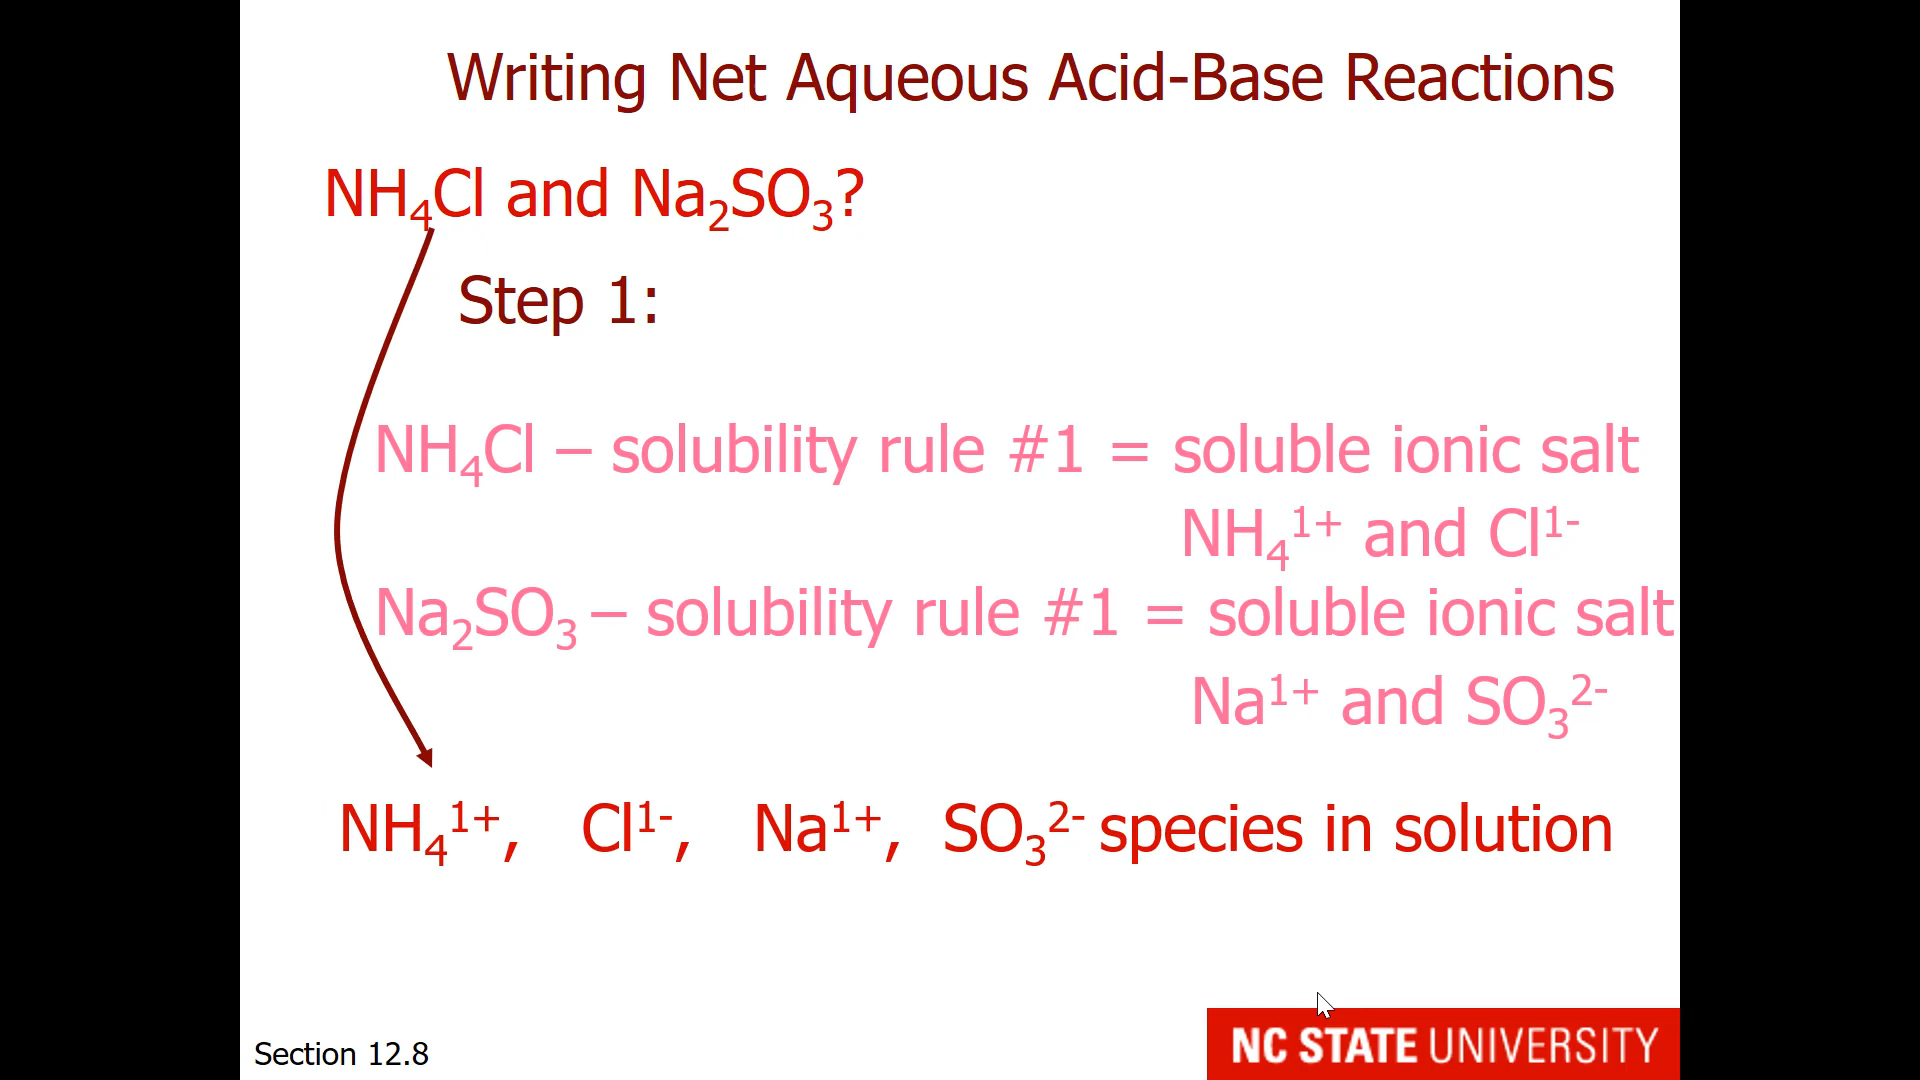 Writing Net Aqueous Acid-Base Reactions
NH₄Cl and Na₂SO₃?
Step 1:
NH₄Cl – solubility rule #1 = soluble ionic salt
NH₄¹⁺ and Cl¹⁻
Na₂SO₃ – solubility rule #1 = soluble ionic salt
Na¹⁺ and SO₃²⁻
NH₄¹⁺, Cl¹⁻, Na¹⁺, SO₃²⁻ species in solution
Section 12.8
NC STATE UNIVERSITY